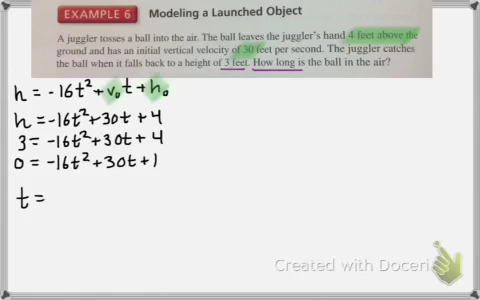 EXAMPLE 6 Modeling a Launched Object
A juggler tosses a ball into the air. The ball leaves the juggler's hand 4 feet above the
ground and has an initial vertical velocity of 30 feet per second. The juggler catches
the ball when it falls back to a height of 3 feet. How long is the ball in the air?
h = -16t² + v₀t + h₀
h = -16t² + 30t + 4
3 = -16t² + 30t + 4
0 = -16t² + 30t + 1
t =
Created with Doceri